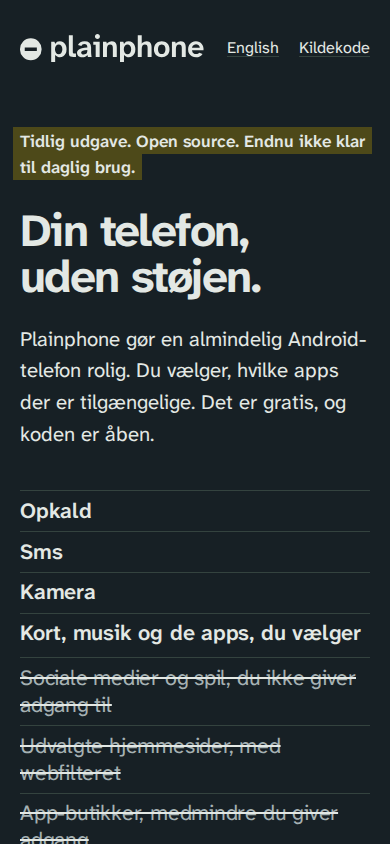 plainphone English Kildekode
Tidlig udgave. Open source. Endnu ikke klar
til daglig brug.
Din telefon,
uden støjen.
Plainphone gør en almindelig Android-
telefon rolig. Du vælger, hvilke apps
der er tilgængelige. Det er gratis, og
koden er åben.
Opkald
Sms
Kamera
Kort, musik og de apps, du vælger
Sociale medier og spil, du ikke giver
adgang til
Udvalgte hjemmesider, med
webfilteret
App-butikker, medmindre du giver
adgang